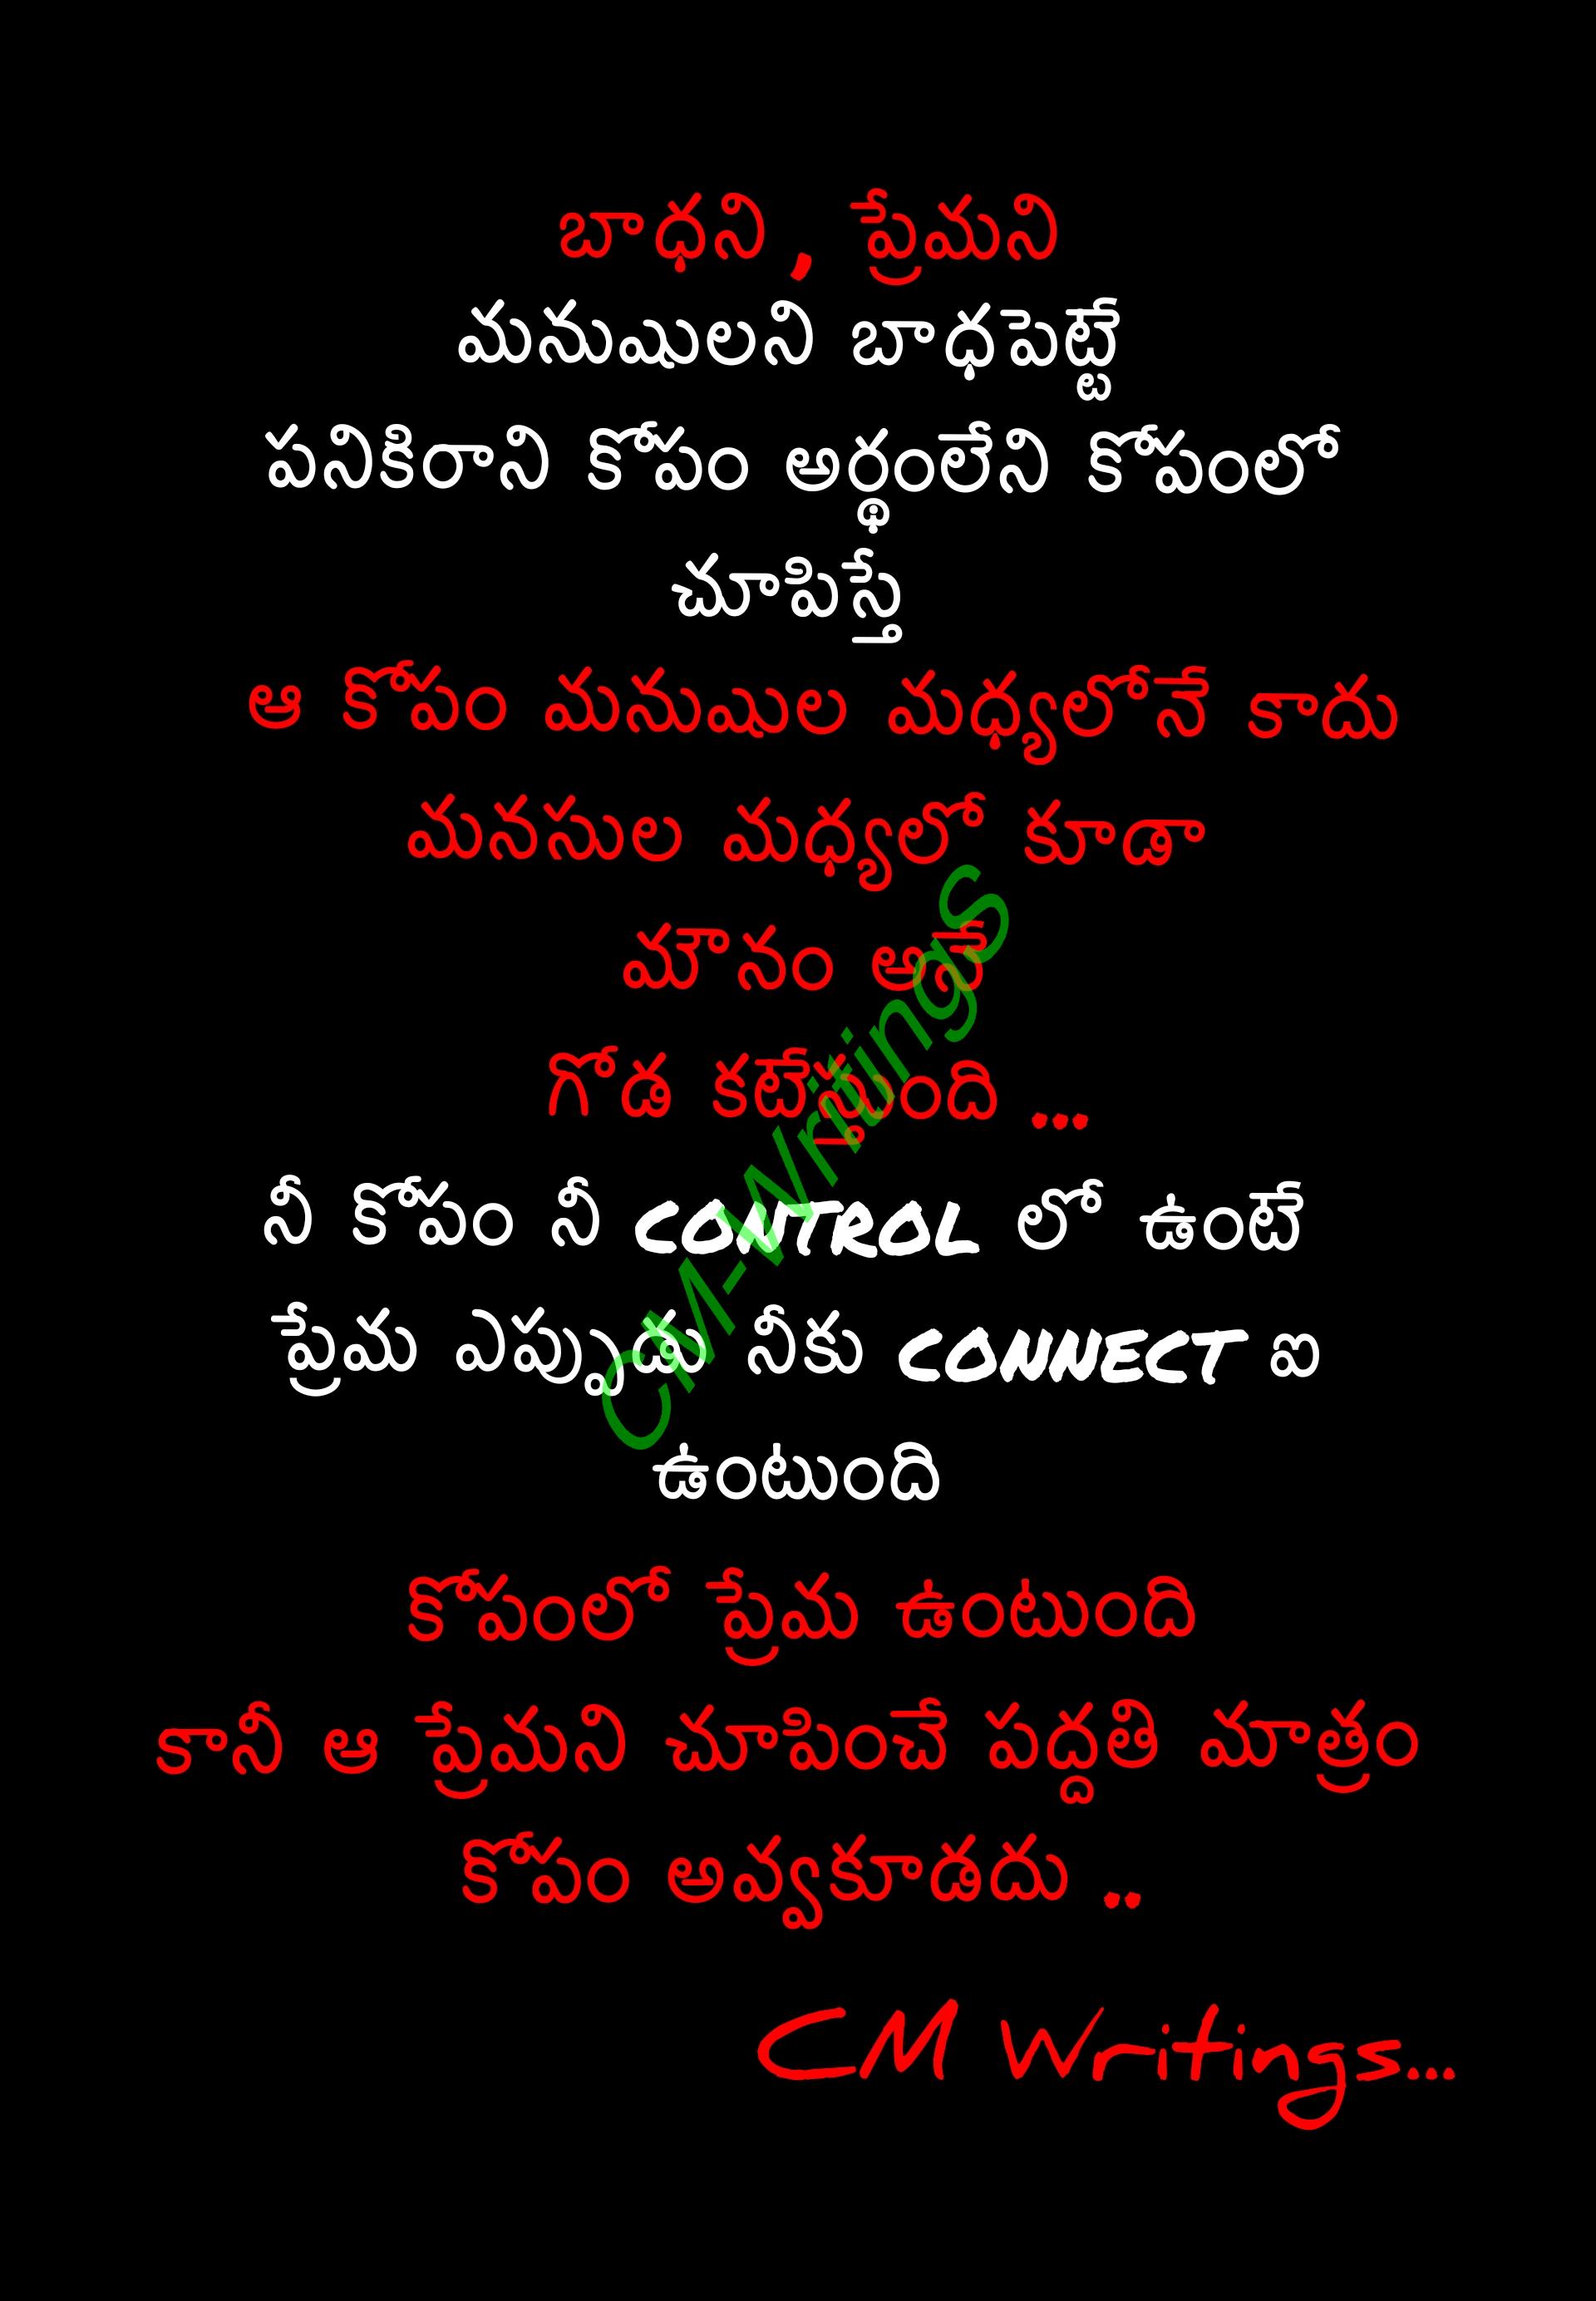 బాధని , ప్రేమని
మనుషులని బాధపెట్టే
పనికిరాని కోపం అర్థంలేని కోపంలో
చూపిస్తే
ఆ కోపం మనుషుల మధ్యలోనే కాదు
మనసుల మధ్యలో కూడా
మౌనం అనే
గోడ కట్టేస్తుంది ...
నీ కోపం నీ CONTROL లో ఉంటే
ప్రేమ ఎప్పుడు నీకు CONNECT ఐ
ఉంటుంది
కోపంలో ప్రేమ ఉంటుంది
కానీ ఆ ప్రేమని చూపించే పద్దతి మాత్రం
కోపం అవ్వకూడదు ..
CM Writings...
CM-Writings